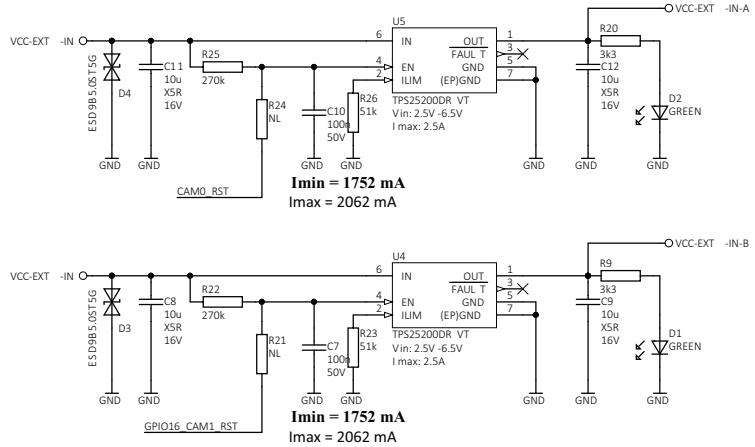 VCC-EXT -IN-A
U5
VCC-EXT -IN
6 IN OUT 1
R20
3k3
FAUL T 3
R25
270k
4 EN GND 5
2 ILIM (EP)GND 7
C11
10u
X5R
16V
ESD9B5.0ST5G
D4
R24
NL
C10
100n
50V
R26
51k
TPS25200DR VT
Vin: 2.5V -6.5V
I max: 2.5A
C12
10u
X5R
16V
D2
GREEN
GND GND GND GND GND GND GND
Imin = 1752 mA
CAM0_RST
Imax = 2062 mA
VCC-EXT -IN-B
U4
VCC-EXT -IN
6 IN OUT 1
R9
3k3
FAUL T 3
R22
270k
4 EN GND 5
2 ILIM (EP)GND 7
C8
10u
X5R
16V
ESD9B5.0ST5G
D3
R21
NL
C7
100n
50V
R23
51k
TPS25200DR VT
Vin: 2.5V -6.5V
I max: 2.5A
C9
10u
X5R
16V
D1
GREEN
GND GND GND GND GND GND GND
Imin = 1752 mA
GPIO16_CAM1_RST
Imax = 2062 mA